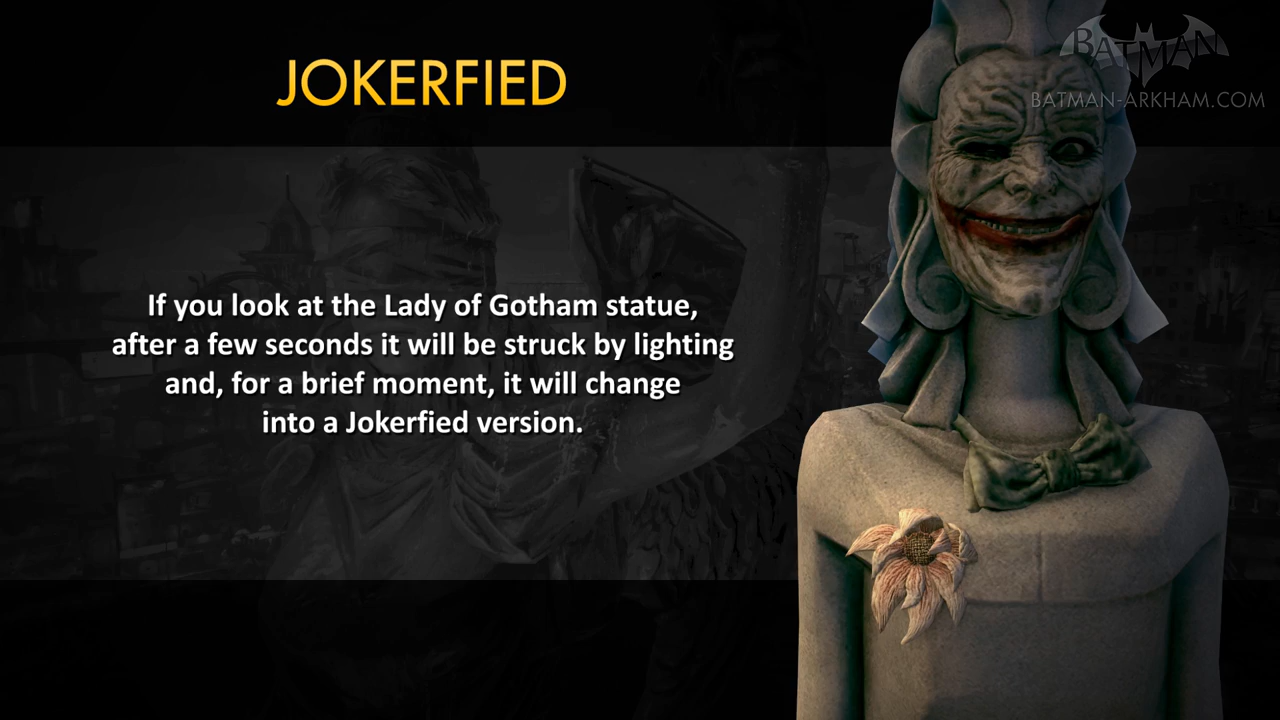 JOKERFIED
BATMAN
BATMAN-ARKHAM.COM
If you look at the Lady of Gotham statue,
after a few seconds it will be struck by lighting
and, for a brief moment, it will change
into a Jokerfied version.